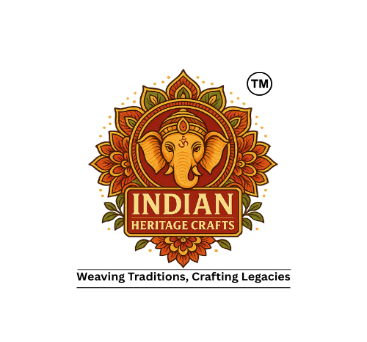 TM
ॐ
INDIAN
HERITAGE CRAFTS
Weaving Traditions, Crafting Legacies